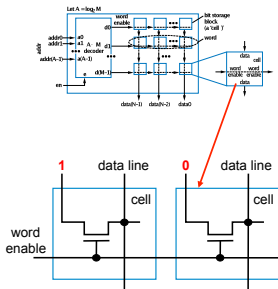 Let A = log2 M
word
enable
bit storage
block
(a 'cell')
d0
addr0
a0
addr1
a1
A · M
decoder
d1
word
addr
addr(A-1)
a(A-1)
d(M-1)
en
data(N-1)
data(N-2)
data0
data
cell
word
enable
word
enable
data
1
data line
0
data line
cell
cell
word
enable